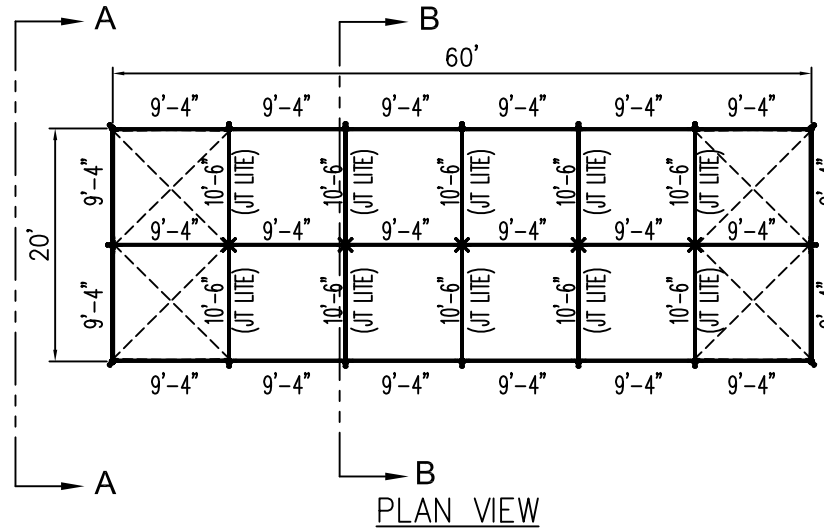 A
B
60'
9'-4" 9'-4" 9'-4" 9'-4" 9'-4" 9'-4"
9'-4" 10'-6" (JT LITE) 10'-6" (JT LITE) 10'-6" (JT LITE) 10'-6" (JT LITE) 10'-6" (JT LITE) 9'-4"
20'
9'-4" 9'-4" 9'-4" 9'-4" 9'-4" 9'-4"
9'-4" 10'-6" (JT LITE) 10'-6" (JT LITE) 10'-6" (JT LITE) 10'-6" (JT LITE) 10'-6" (JT LITE) 9'-4"
9'-4" 9'-4" 9'-4" 9'-4" 9'-4" 9'-4"
A
B
PLAN VIEW